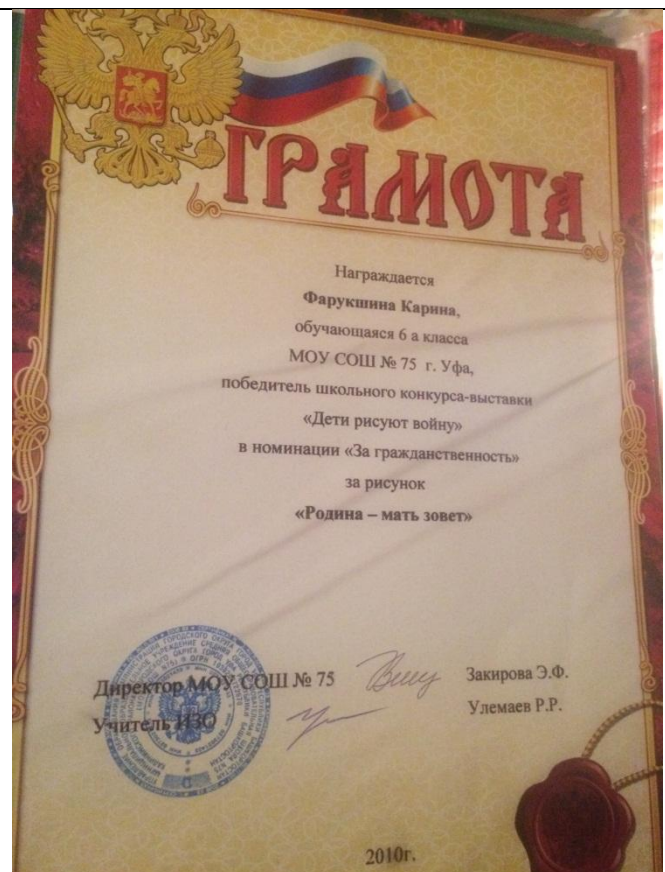 ГРАМОТА
Награждается
Фарукшина Карина,
обучающаяся 6 а класса
МОУ СОШ № 75 г. Уфа,
победитель школьного конкурса-выставки
«Дети рисуют войну»
в номинации «За гражданственность»
за рисунок
«Родина – мать зовет»
Директор МОУ СОШ № 75 Закирова Э.Ф.
Учитель ИЗО Улемаев Р.Р.
2010г.